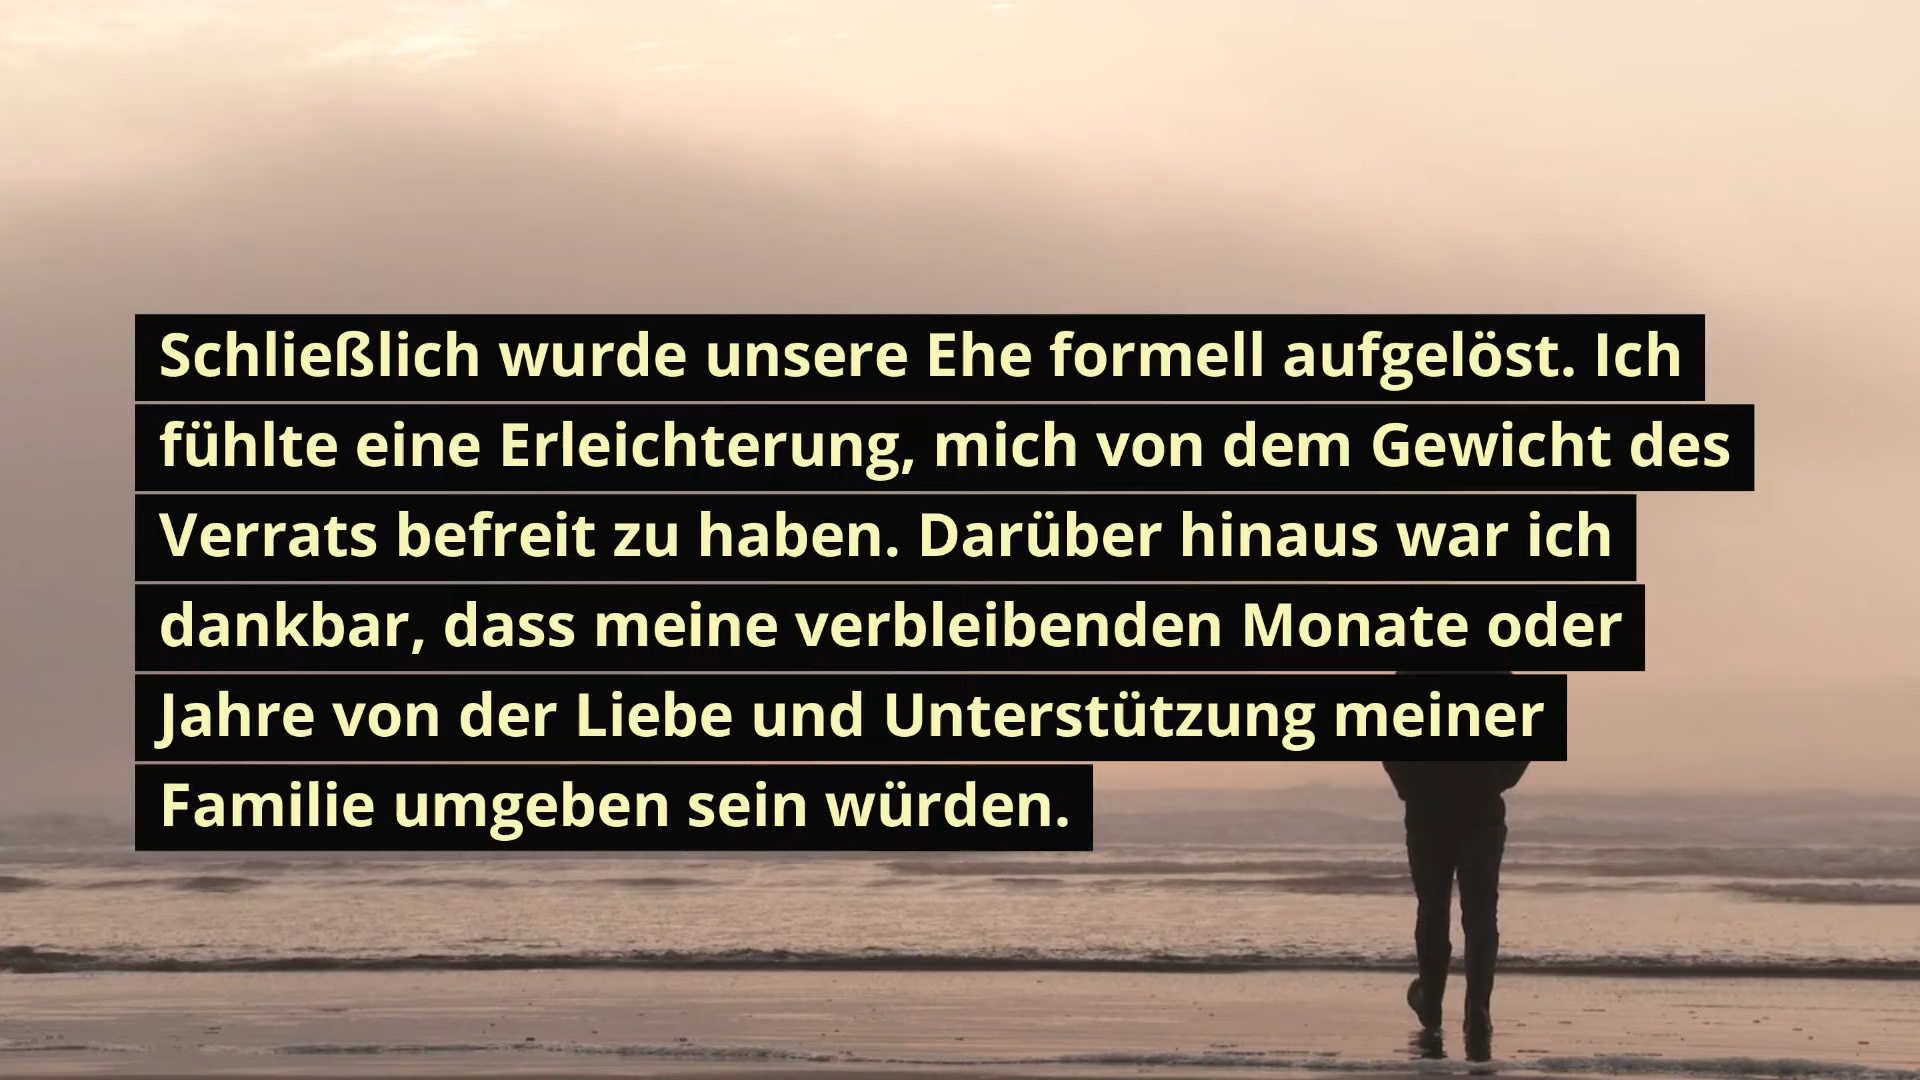 Schließlich wurde unsere Ehe formell aufgelöst. Ich
fühlte eine Erleichterung, mich von dem Gewicht des
Verrats befreit zu haben. Darüber hinaus war ich
dankbar, dass meine verbleibenden Monate oder
Jahre von der Liebe und Unterstützung meiner
Familie umgeben sein würden.